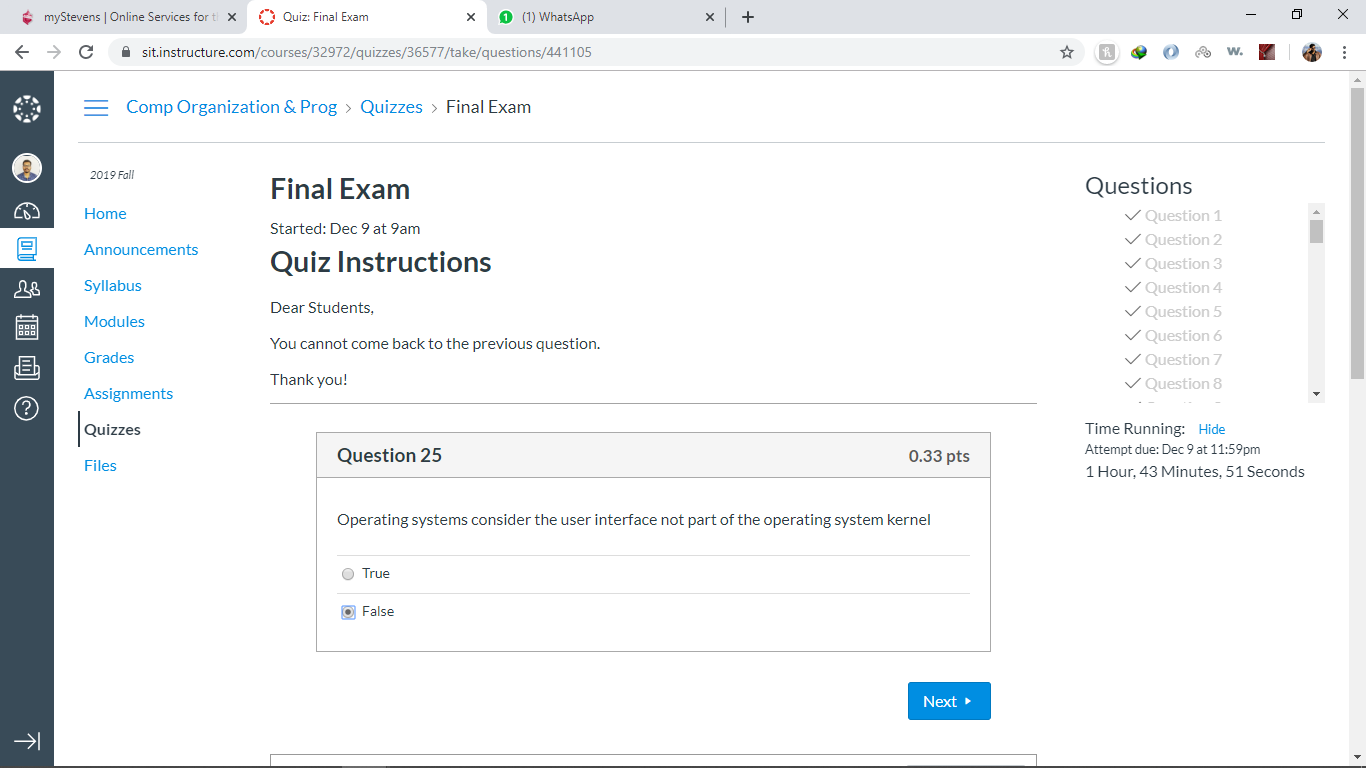 myStevens | Online Services for t
Quiz: Final Exam
(1) WhatsApp
sit.instructure.com/courses/32972/quizzes/36577/take/questions/441105
Comp Organization & Prog › Quizzes › Final Exam
2019 Fall
Home
Announcements
Syllabus
Modules
Grades
Assignments
Quizzes
Files
Final Exam
Started: Dec 9 at 9am
Quiz Instructions
Dear Students,
You cannot come back to the previous question.
Thank you!
Question 25 0.33 pts
Operating systems consider the user interface not part of the operating system kernel
True
False
Next
Questions
Question 1
Question 2
Question 3
Question 4
Question 5
Question 6
Question 7
Question 8
Time Running: Hide
Attempt due: Dec 9 at 11:59pm
1 Hour, 43 Minutes, 51 Seconds